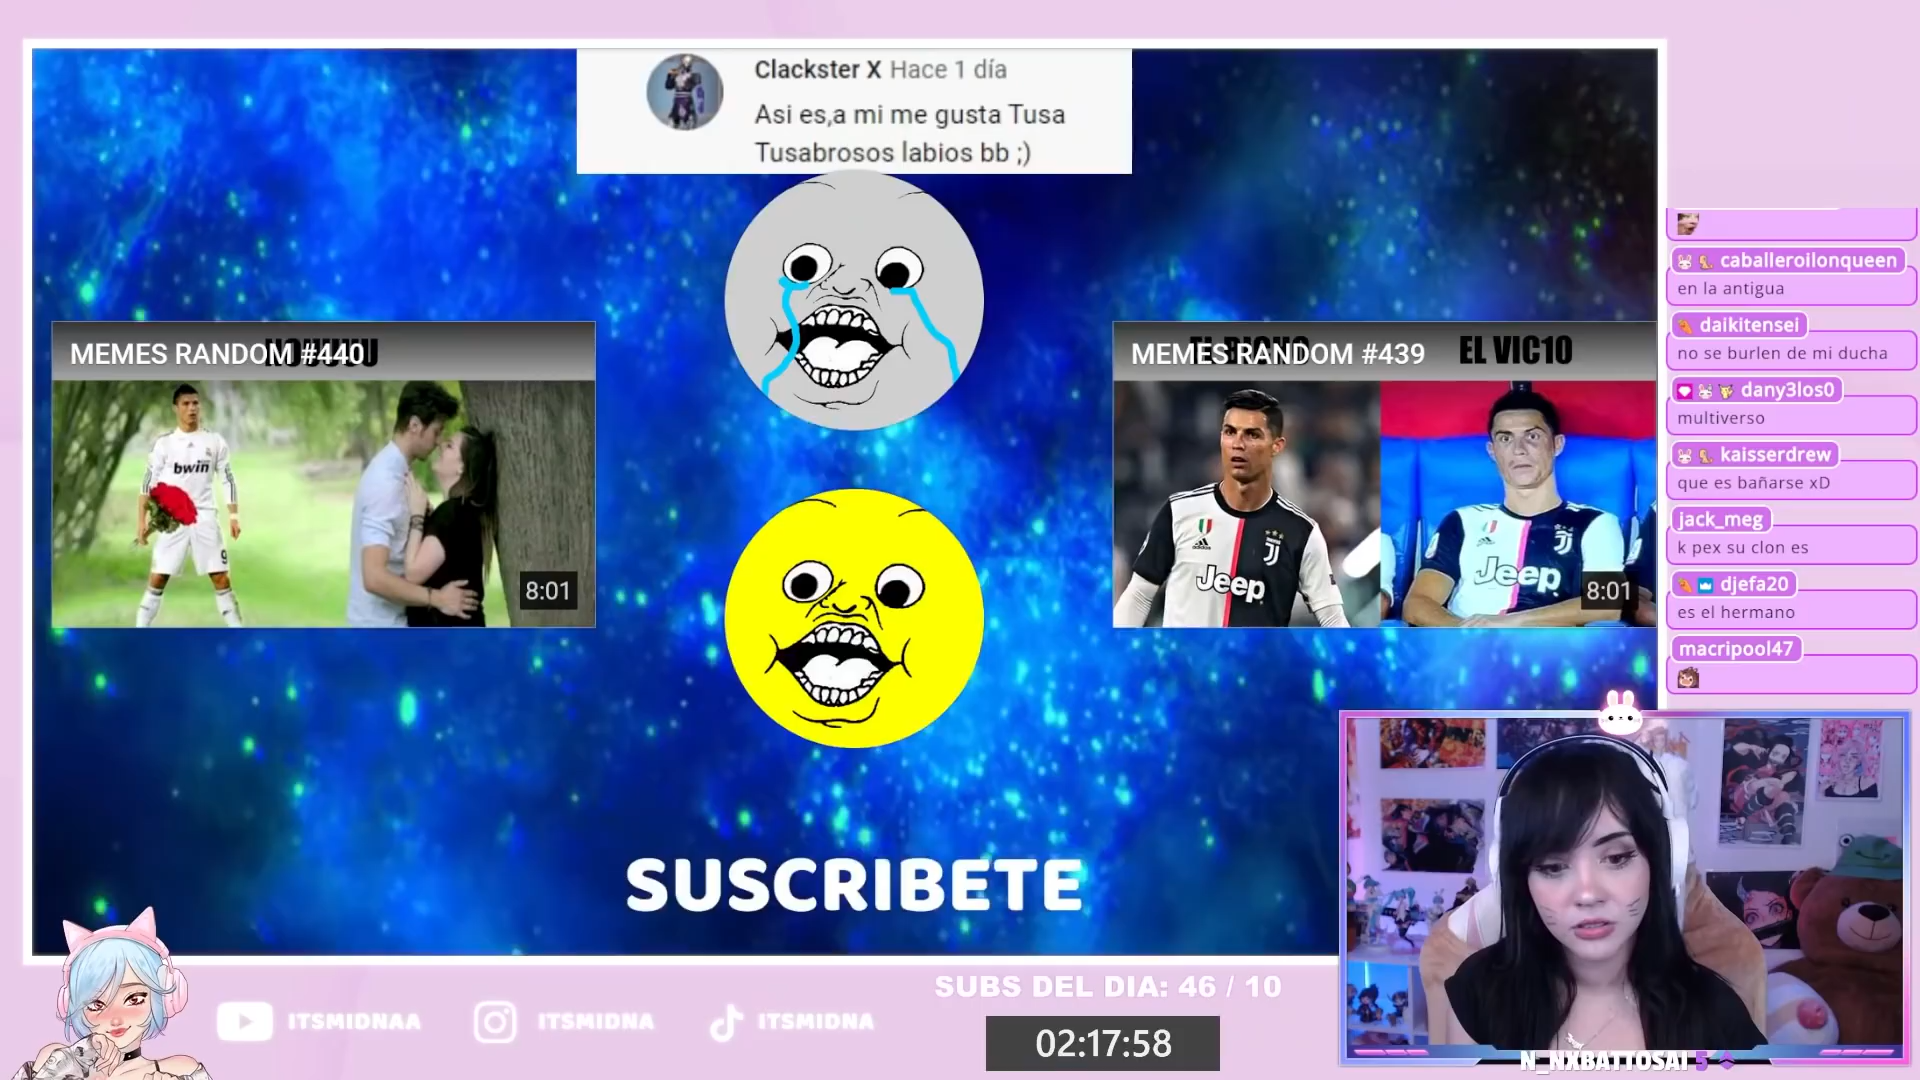 Clackster X Hace 1 día
Asi es,a mi me gusta Tusa
Tusabrosos labios bb ;)
MEMES RANDOM #440
bwin
9
8:01
MEMES RANDOM #439
EL VIC10
Jeep
Jeep
8:01
SUSCRIBETE
caballeroilonqueen
en la antigua
daikitensei
no se burlen de mi ducha
dany3los0
multiverso
kaisserdrew
que es bañarse xD
jack_meg
k pex su clon es
djefa20
es el hermano
macripool47
ITSMIDNAA
ITSMIDNA
ITSMIDNA
SUBS DEL DIA: 46 / 10
02:17:58
N_NXBATTOSAI 5